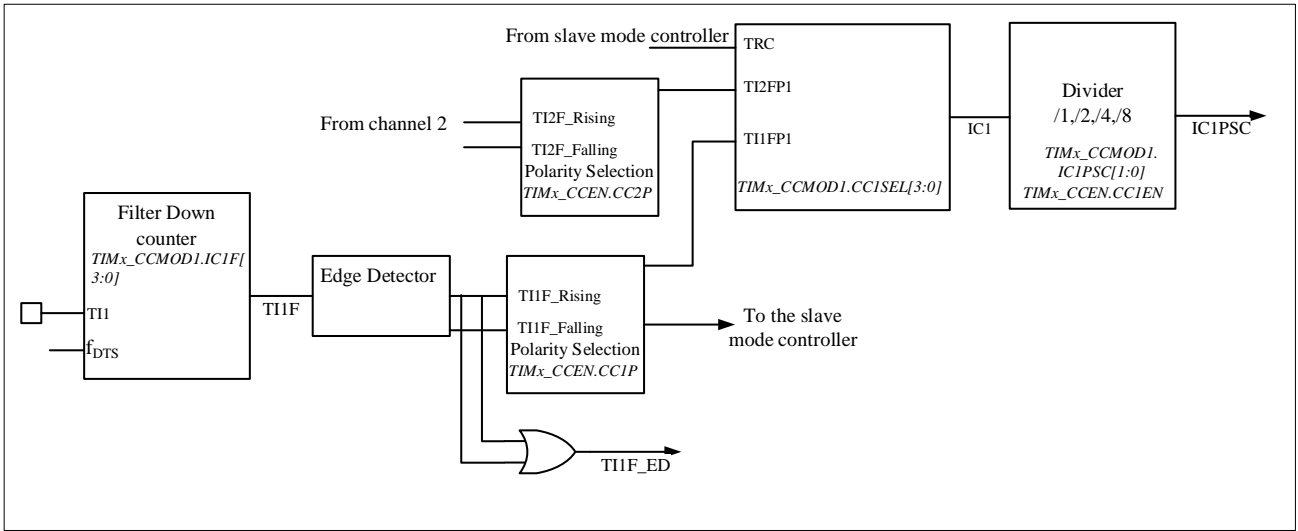 From slave mode controller
TRC
TI2FP1
TI1FP1
TIMx_CCMOD1.CC1SEL[3:0]
From channel 2
TI2F_Rising
TI2F_Falling
Polarity Selection
TIMx_CCEN.CC2P
IC1
Divider
/1,/2,/4,/8
TIMx_CCMOD1.
IC1PSC[1:0]
TIMx_CCEN.CC1EN
IC1PSC
Filter Down
counter
TIMx_CCMOD1.IC1F[
3:0]
TI1
fDTS
TI1F
Edge Detector
TI1F_Rising
TI1F_Falling
Polarity Selection
TIMx_CCEN.CC1P
To the slave
mode controller
TI1F_ED